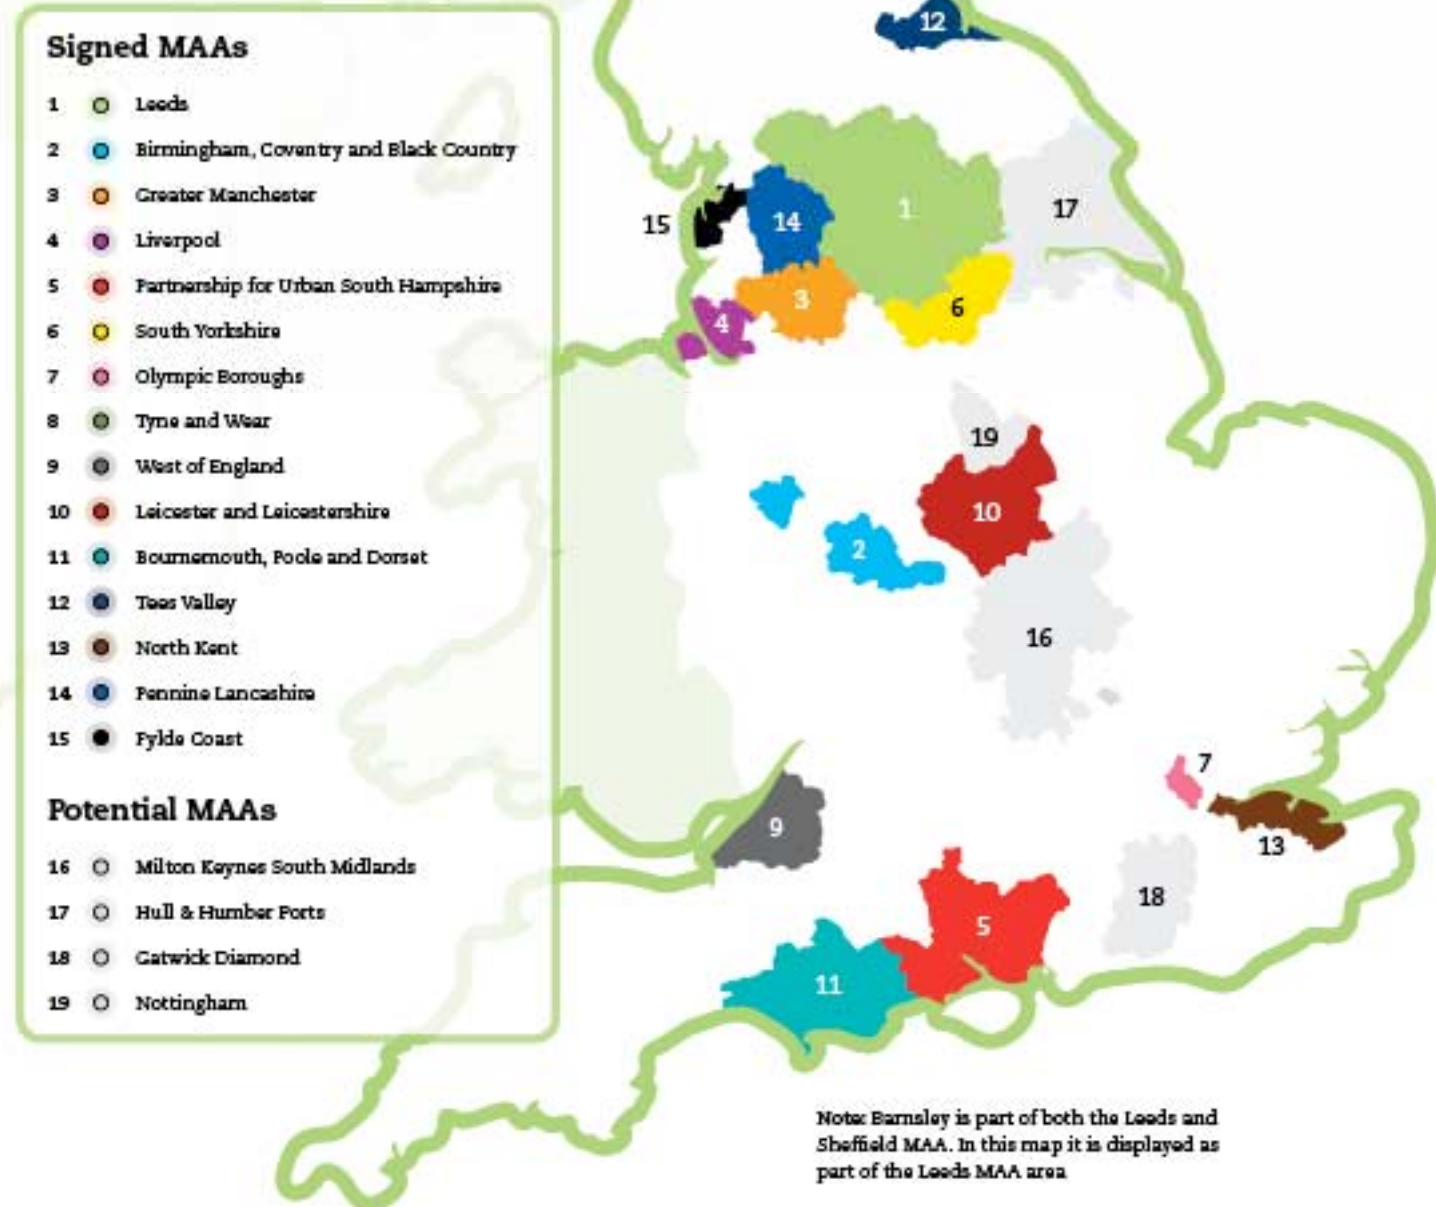 Signed MAAs
1 Leeds
2 Birmingham, Coventry and Black Country
3 Greater Manchester
4 Liverpool
5 Partnership for Urban South Hampshire
6 South Yorkshire
7 Olympic Boroughs
8 Tyne and Wear
9 West of England
10 Leicester and Leicestershire
11 Bournemouth, Poole and Dorset
12 Tees Valley
13 North Kent
14 Pennine Lancashire
15 Fylde Coast
Potential MAAs
16 Milton Keynes South Midlands
17 Hull & Humber Ports
18 Gatwick Diamond
19 Nottingham
12
1
17
15
14
3
6
4
19
10
2
16
7
9
13
18
5
11
Note: Barnsley is part of both the Leeds and
Sheffield MAA. In this map it is displayed as
part of the Leeds MAA area